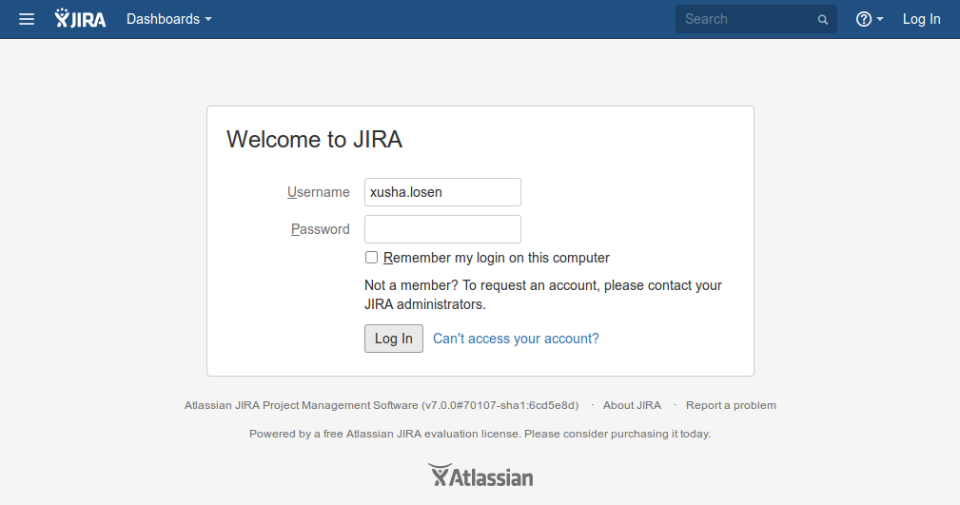 JIRA Dashboards Search Log In
Welcome to JIRA
Username xusha.losen
Password
Remember my login on this computer
Not a member? To request an account, please contact your
JIRA administrators.
Log In Can't access your account?
Atlassian JIRA Project Management Software (v7.0.0#70107-sha1:6cd5e8d) · About JIRA · Report a problem
Powered by a free Atlassian JIRA evaluation license. Please consider purchasing it today.
Atlassian